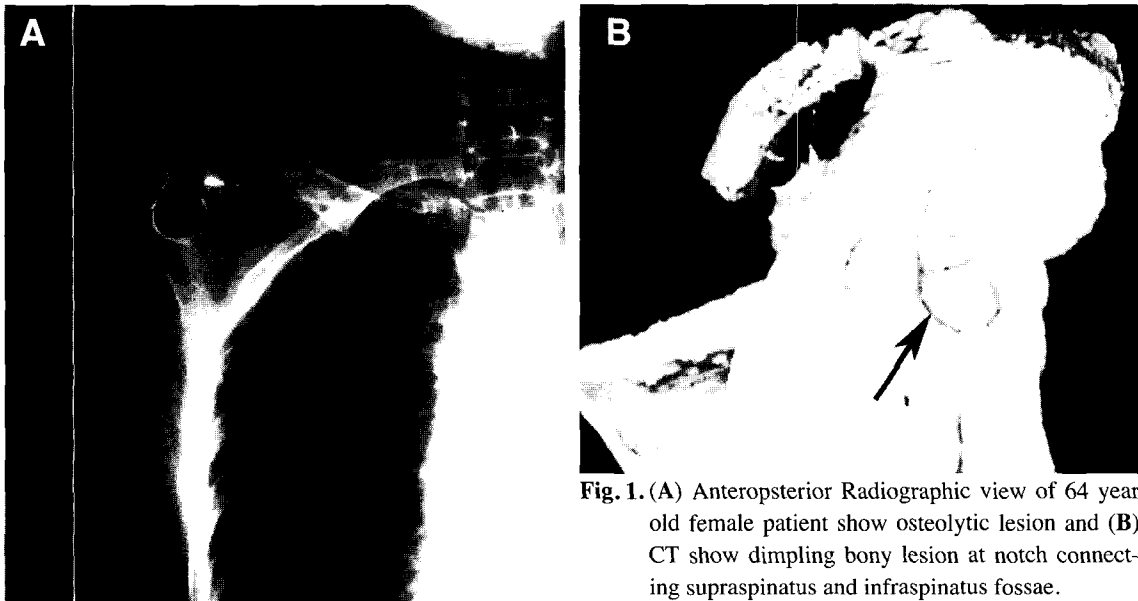 A
B
Fig. 1. (A) Anteropsterior Radiographic view of 64 year
old female patient show osteolytic lesion and (B)
CT show dimpling bony lesion at notch connect-
ing supraspinatus and infraspinatus fossae.